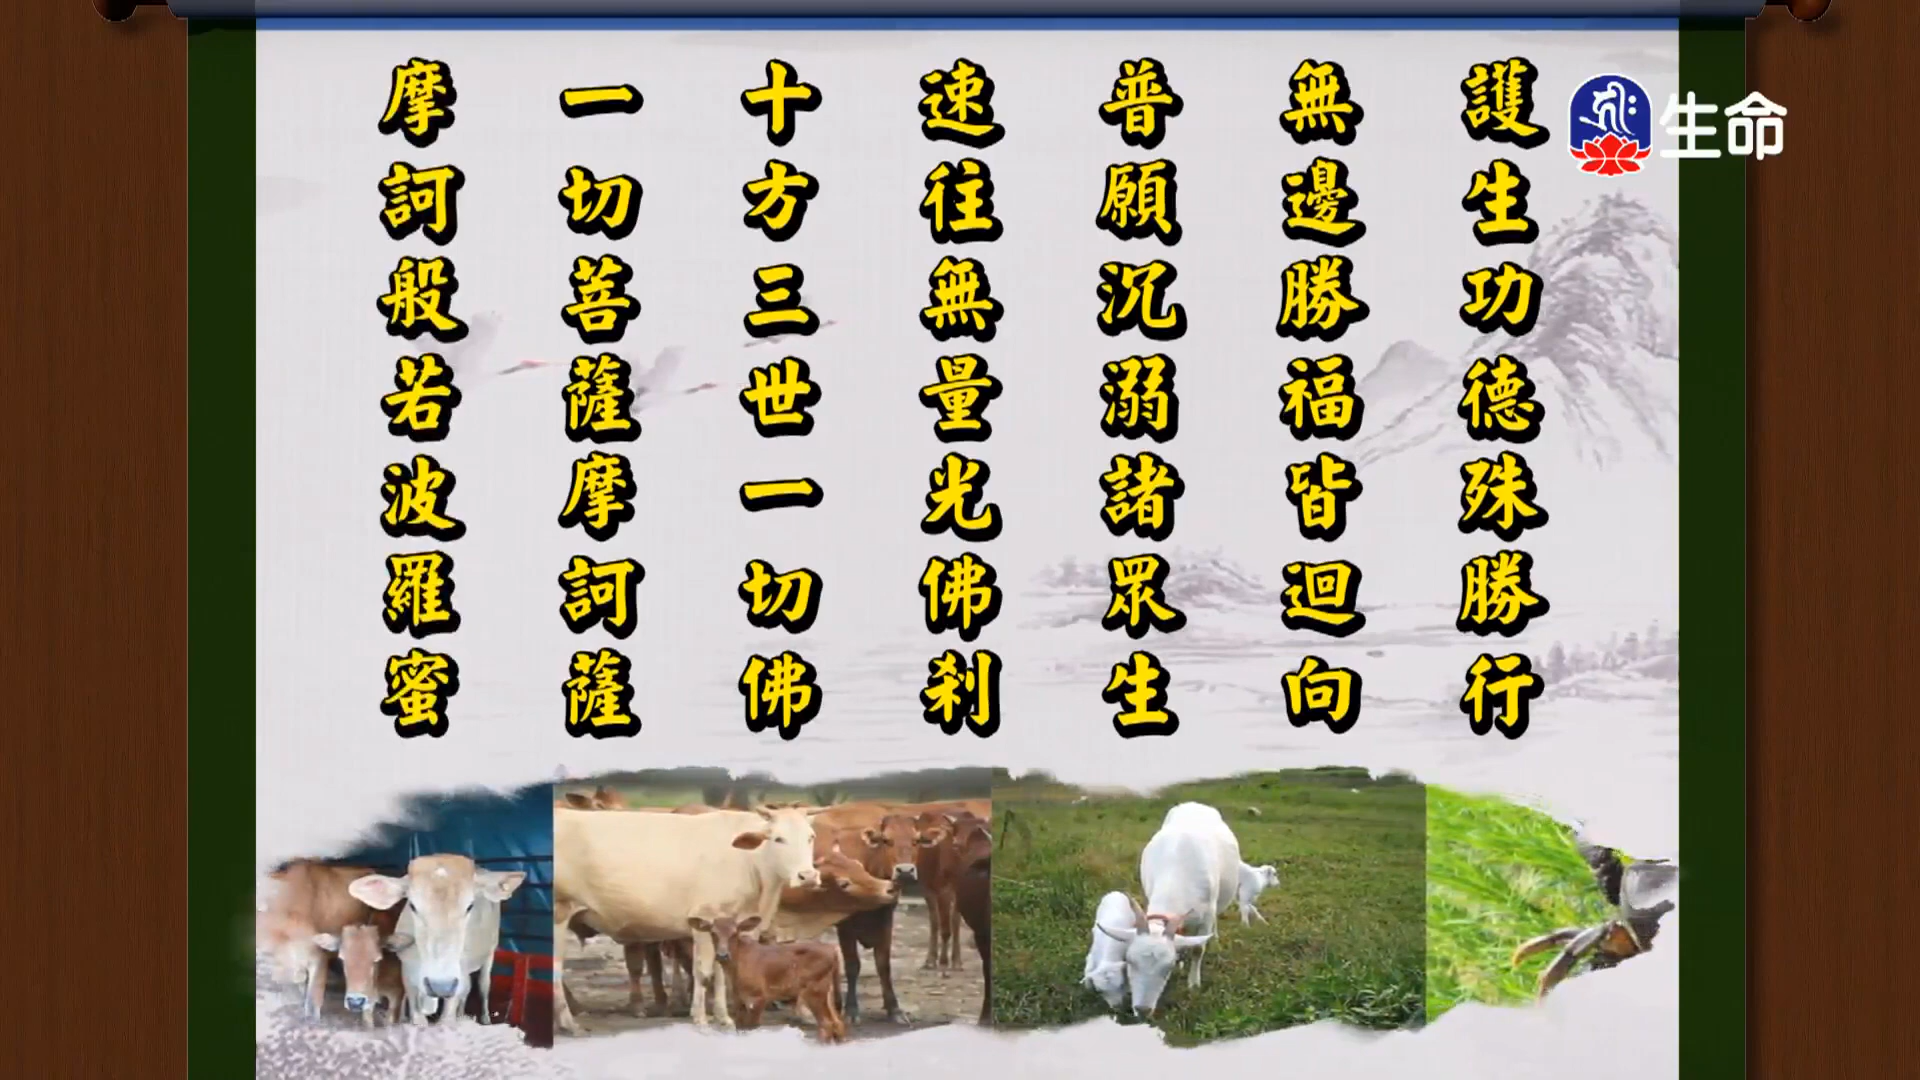 護生功德殊勝行
無邊勝福皆迴向
普願沉溺諸眾生
速往無量光佛剎
十方三世一切佛
一切菩薩摩訶薩
摩訶般若波羅蜜
生命